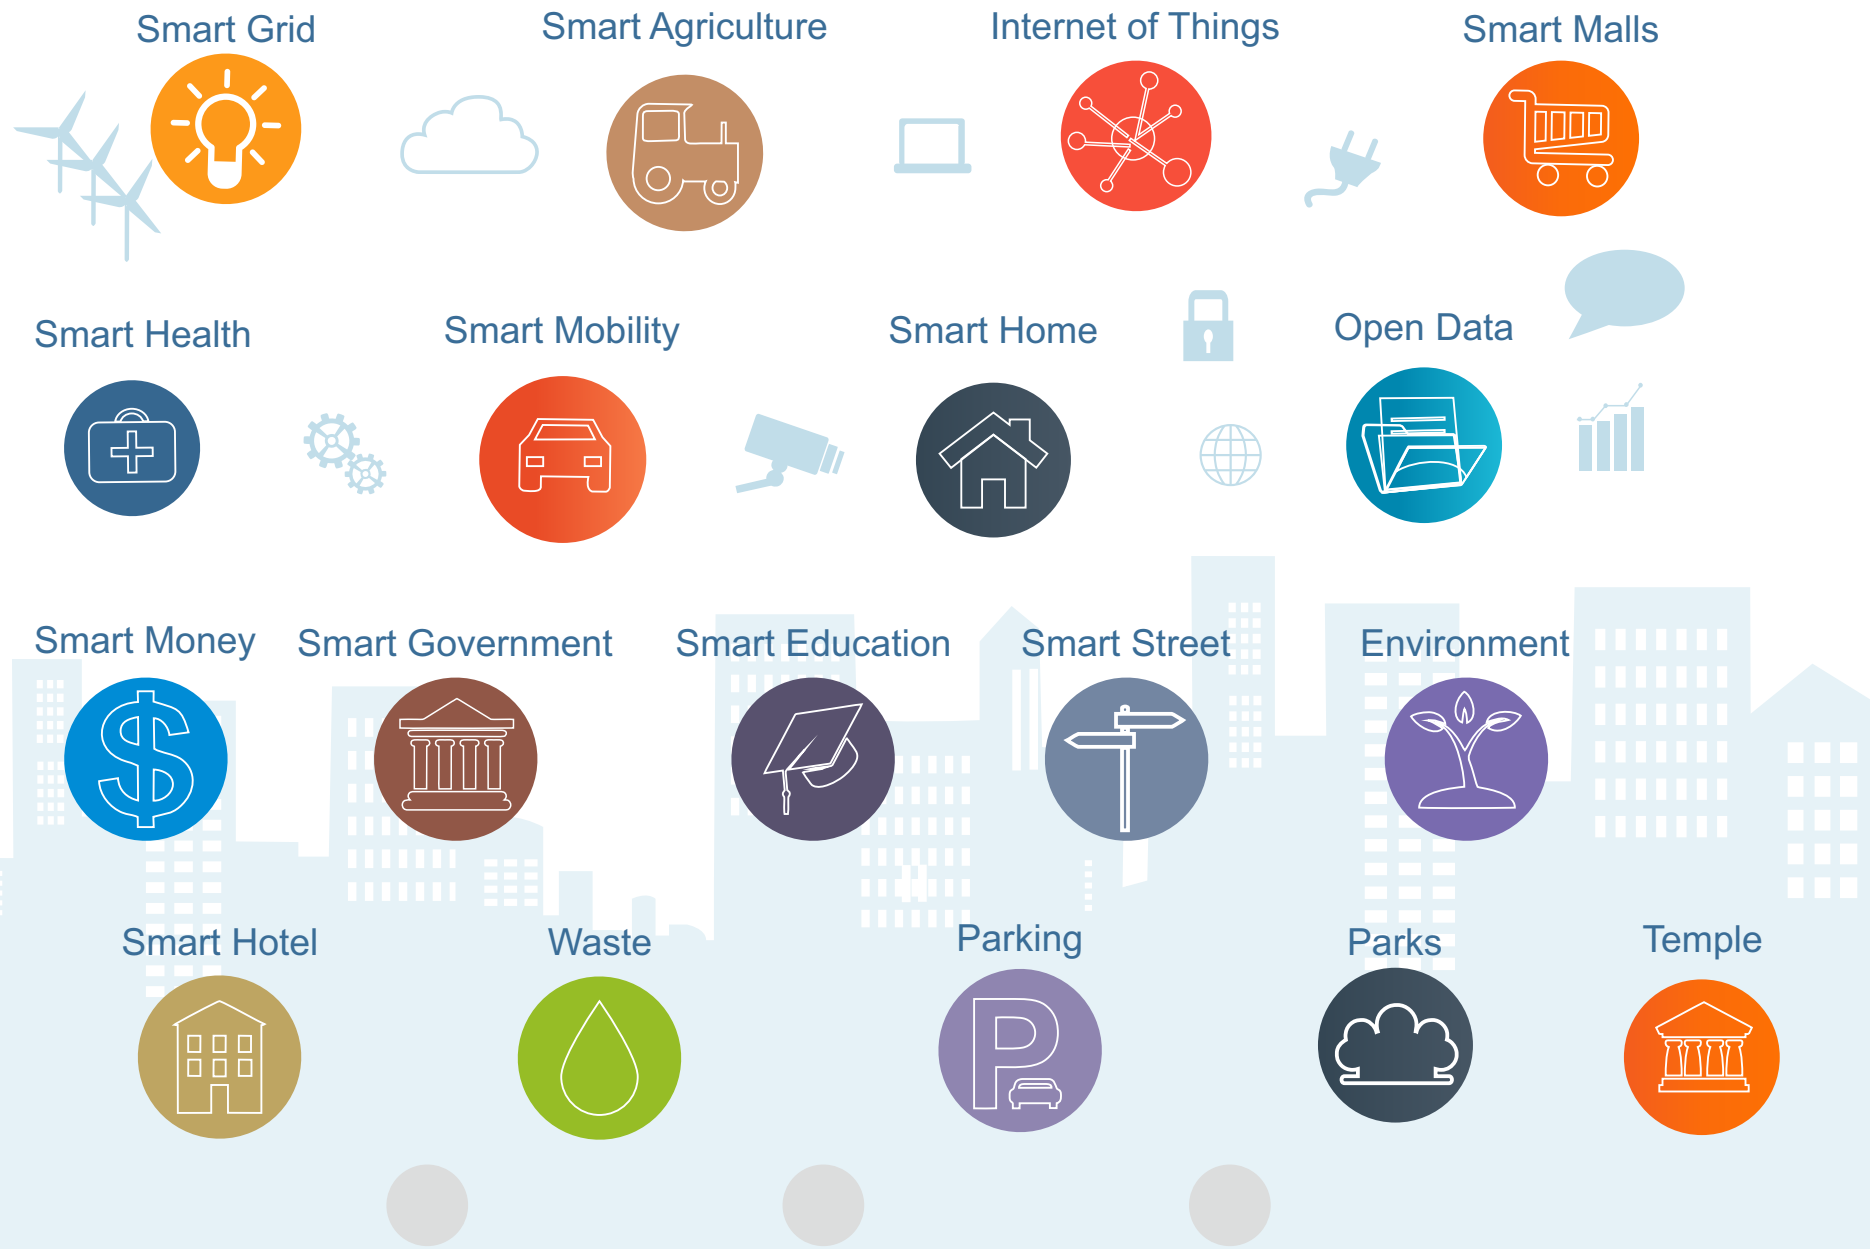 Smart Grid
Smart Agriculture
Internet of Things
Smart Malls
Smart Health
Smart Mobility
Smart Home
Open Data
Smart Money
Smart Government
Smart Education
Smart Street
Environment
Smart Hotel
Waste
Parking
Parks
Temple
$
P